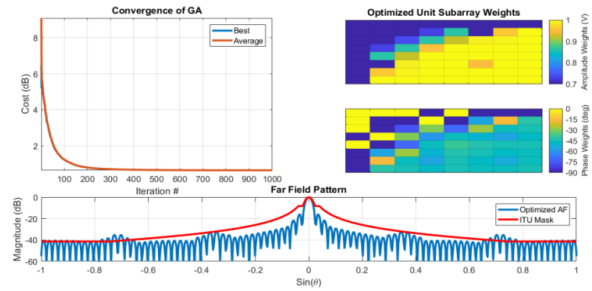 Convergence of GA
Best
Average
8
6
4
2
Cost (dB)
100 200 300 400 500 600 700 800 900 1000
Iteration #
Optimized Unit Subarray Weights
1
0.9
0.8
0.7
Amplitude Weights (V)
0
-15
-30
-45
-60
-75
-90
Phase Weights (deg)
Far Field Pattern
Optimized AF
ITU Mask
0
-20
-40
-60
Magnitude (dB)
-1 -0.8 -0.6 -0.4 -0.2 0 0.2 0.4 0.6 0.8 1
Sin(θ)